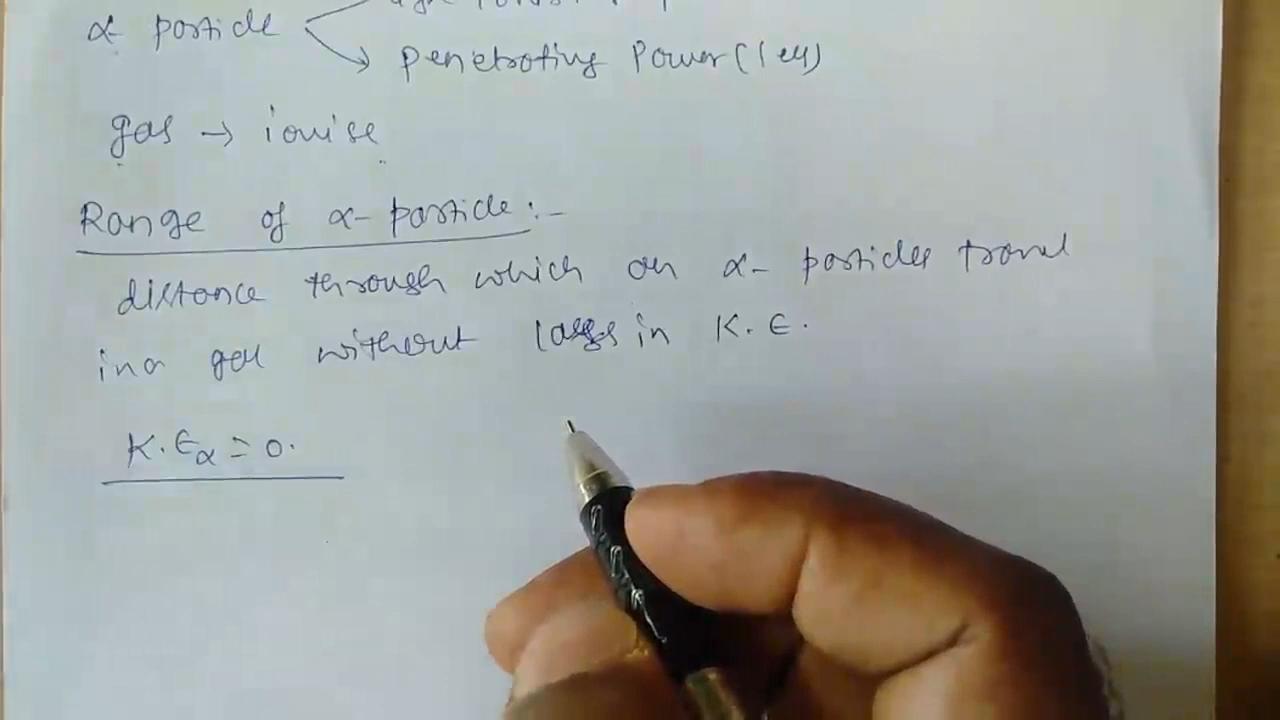 α- particle
penetrating Power (less)
gas → ionise
Range of α- particle :-
distance through which an α- particles travel
in a gas without loss in K. E.
K. Eα = 0.